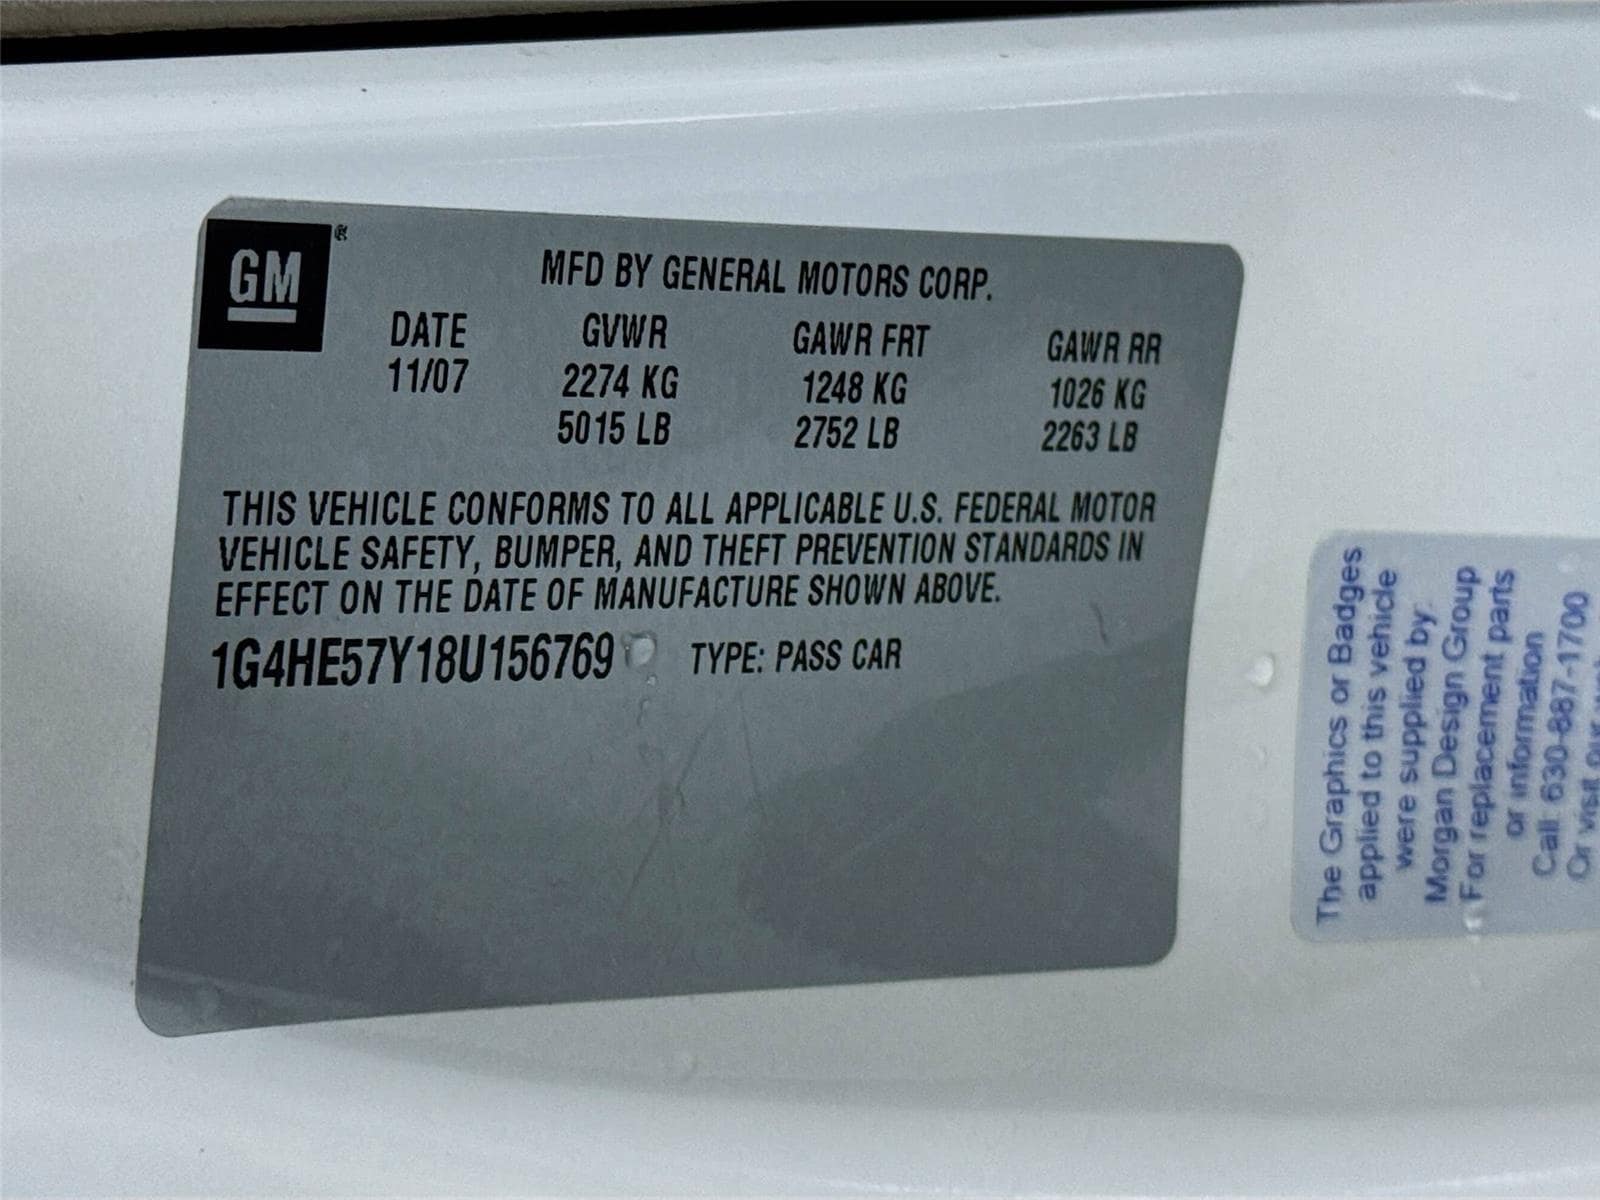 GM®
MFD BY GENERAL MOTORS CORP.
DATE GVWR GAWR FRT GAWR RR
11/07 2274 KG 1248 KG 1026 KG
5015 LB 2752 LB 2263 LB
THIS VEHICLE CONFORMS TO ALL APPLICABLE U.S. FEDERAL MOTOR
VEHICLE SAFETY, BUMPER, AND THEFT PREVENTION STANDARDS IN
EFFECT ON THE DATE OF MANUFACTURE SHOWN ABOVE.
1G4HE57Y18U156769 TYPE: PASS CAR
The Graphics or Badges
applied to this vehicle
were supplied by
Morgan Design Group
For replacement parts
or information
Call: 630-887-1700
Or visit our